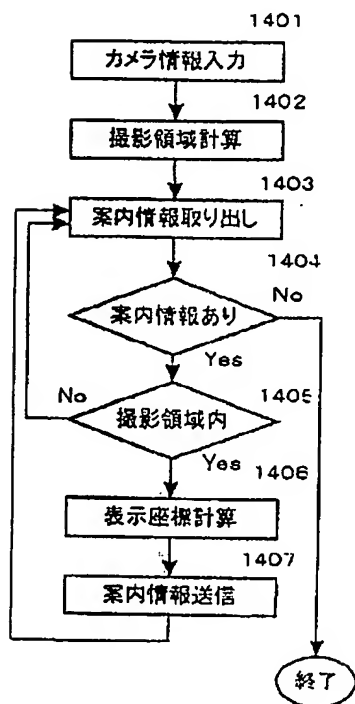 1401
カメラ情報入力
1402
撮影領域計算
1403
案内情報取り出し
1404
案内情報あり
No
Yes
1405
No
撮影領域内
Yes
1406
表示座標計算
1407
案内情報送信
終了